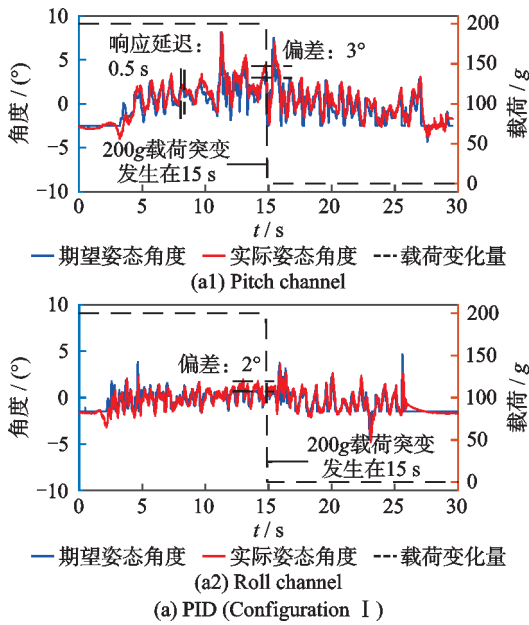 10
5
0
−5
−10
角度 / (°)
响应延迟：
0.5 s
偏差：3°
200g载荷突变
发生在15 s
200
150
100
50
0
载荷 / g
0 5 10 15 20 25 30
t / s
期望姿态角度 实际姿态角度 载荷变化量
(a1) Pitch channel
10
5
0
−5
−10
角度 / (°)
偏差：2°
200g载荷突变
发生在15 s
200
150
100
50
0
载荷 / g
0 5 10 15 20 25 30
t / s
期望姿态角度 实际姿态角度 载荷变化量
(a2) Roll channel
(a) PID (Configuration Ⅰ)